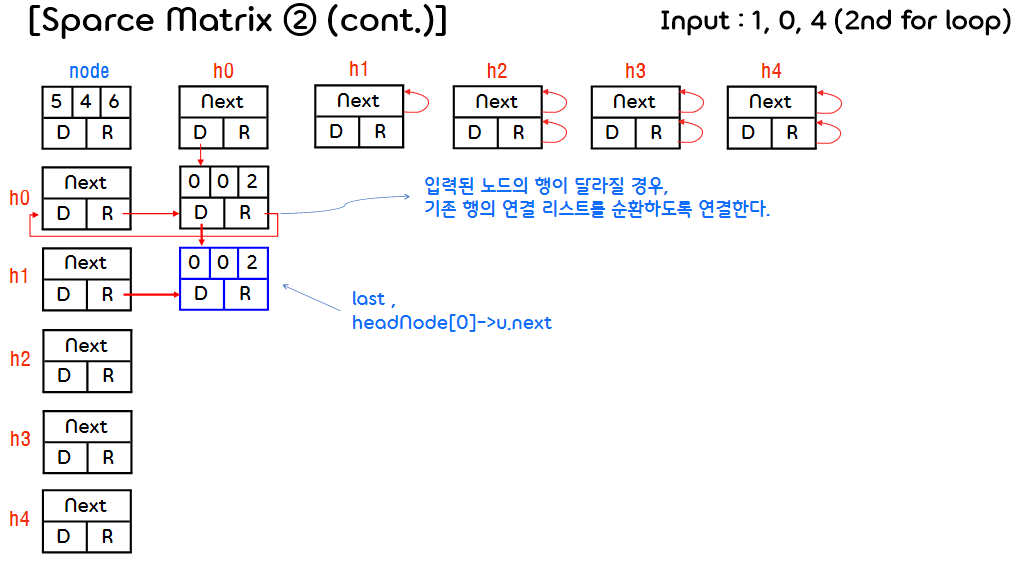 [Sparce Matrix ② (cont.)]
Input : 1, 0, 4 (2nd for loop)
node h0 h1 h2 h3 h4
5 4 6 Next Next Next Next Next
D R D R D R D R D R D R
h0 Next 0 0 2
D R D R
입력된 노드의 행이 달라질 경우,
기존 행의 연결 리스트를 순환하도록 연결한다.
h1 Next 0 0 2
D R D R
last ,
headNode[0]->u.next
h2 Next
D R
h3 Next
D R
h4 Next
D R